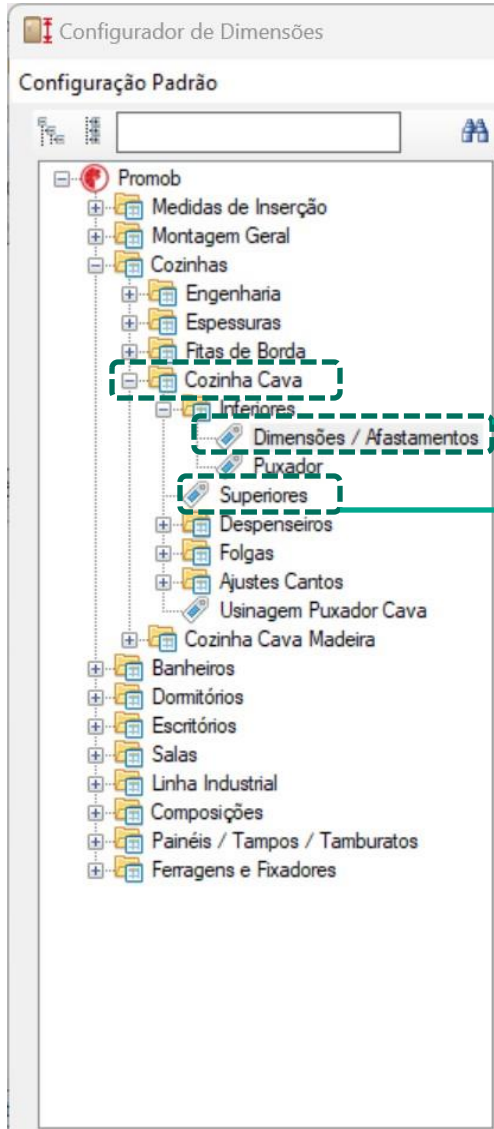 Configurador de Dimensões
Configuração Padrão
Promob
Medidas de Inserção
Montagem Geral
Cozinhas
Engenharia
Espessuras
Fitas de Borda
Cozinha Cava
Inferiores
Dimensões / Afastamentos
Puxador
Superiores
Despenseiros
Folgas
Ajustes Cantos
Usinagem Puxador Cava
Cozinha Cava Madeira
Banheiros
Dormitórios
Escritórios
Salas
Linha Industrial
Composições
Painéis / Tampos / Tamburatos
Ferragens e Fixadores